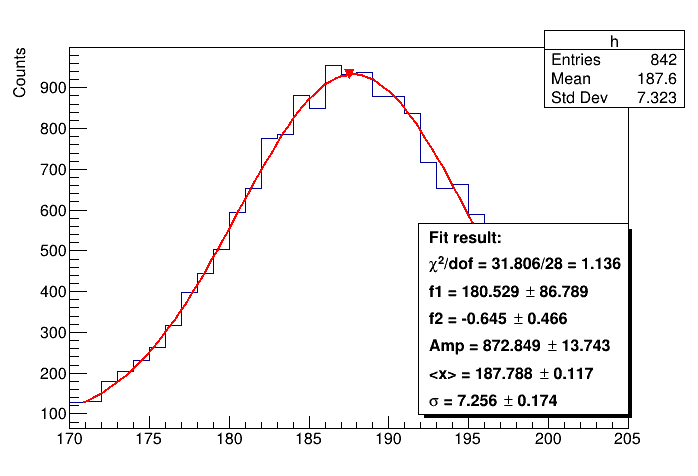 h
Entries 842
Mean 187.6
Std Dev 7.323
Counts
900
800
700
600
500
400
300
200
100
170 175 180 185 190 195 200 205
Fit result:
χ²/dof = 31.806/28 = 1.136
f1 = 180.529 ± 86.789
f2 = -0.645 ± 0.466
Amp = 872.849 ± 13.743
<x> = 187.788 ± 0.117
σ = 7.256 ± 0.174